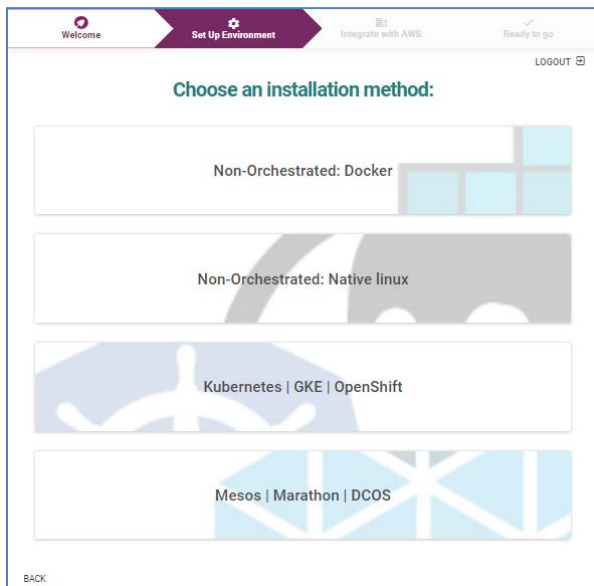 Welcome
Set Up Environment
Integrate with AWS
Ready to go
LOGOUT
Choose an installation method:
Non-Orchestrated: Docker
Non-Orchestrated: Native linux
Kubernetes | GKE | OpenShift
Mesos | Marathon | DCOS
BACK